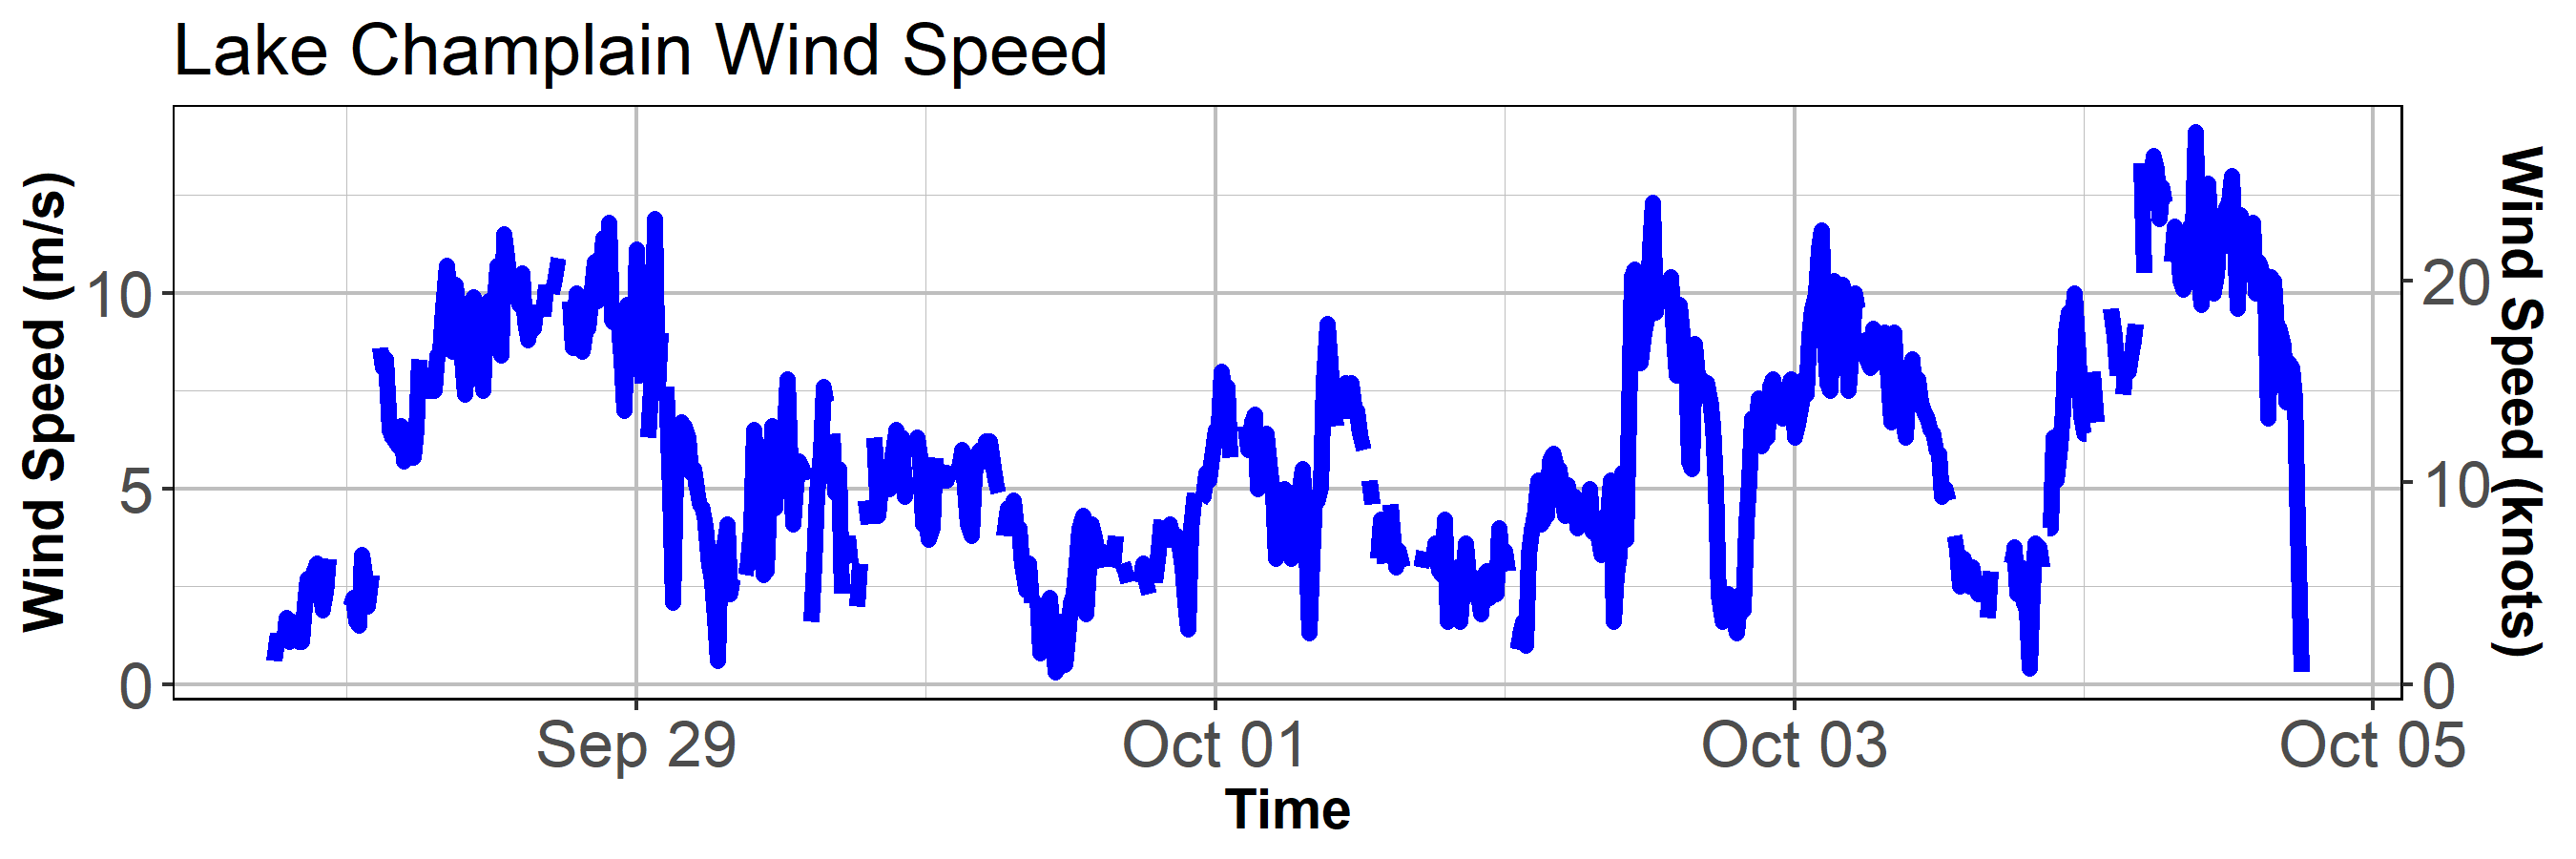 Lake Champlain Wind Speed
Wind Speed (m/s)
10
5
0
20
10
0
Wind Speed (knots)
Sep 29
Oct 01
Oct 03
Oct 05
Time